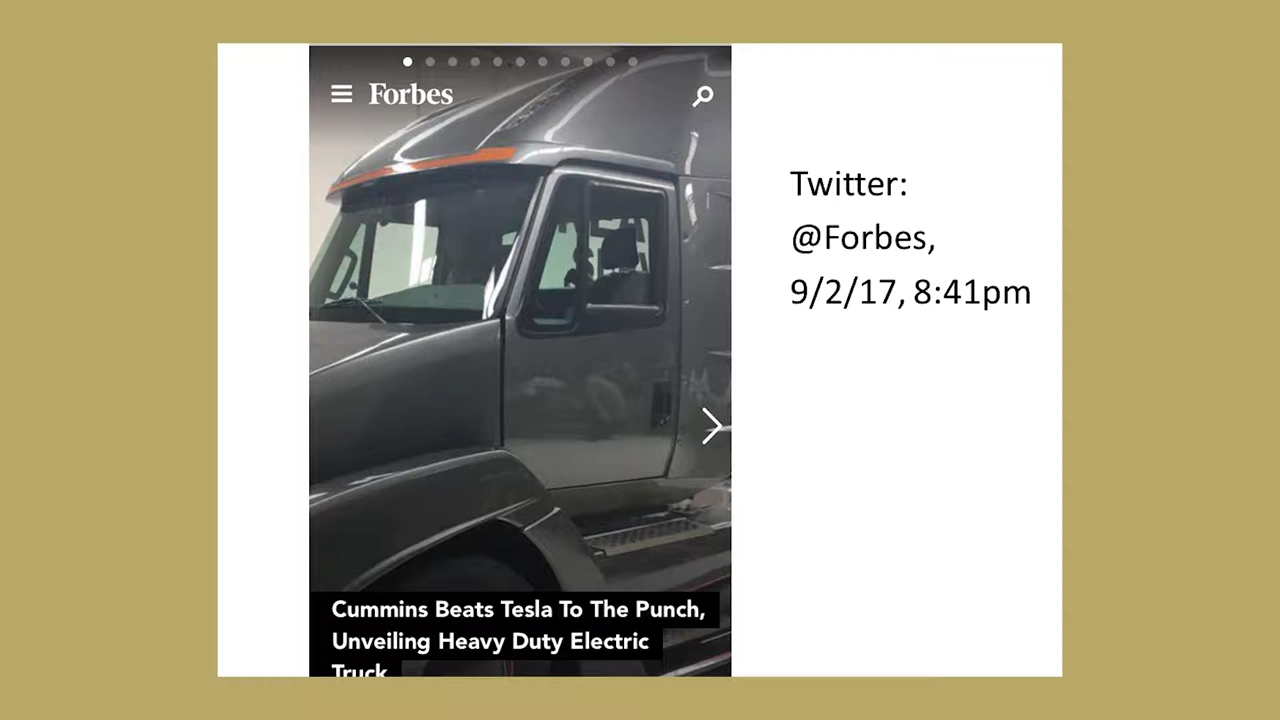 Forbes
Twitter:
@Forbes,
9/2/17, 8:41pm
Cummins Beats Tesla To The Punch,
Unveiling Heavy Duty Electric
Truck